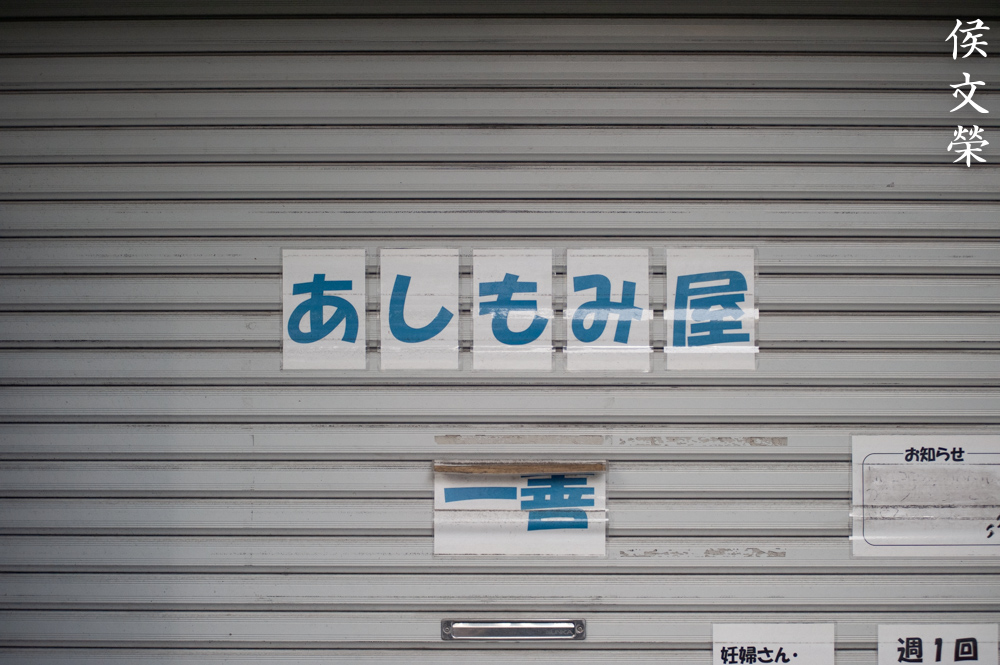 侯文榮
あしもみ屋
一善
お知らせ
妊婦さん・
週1回